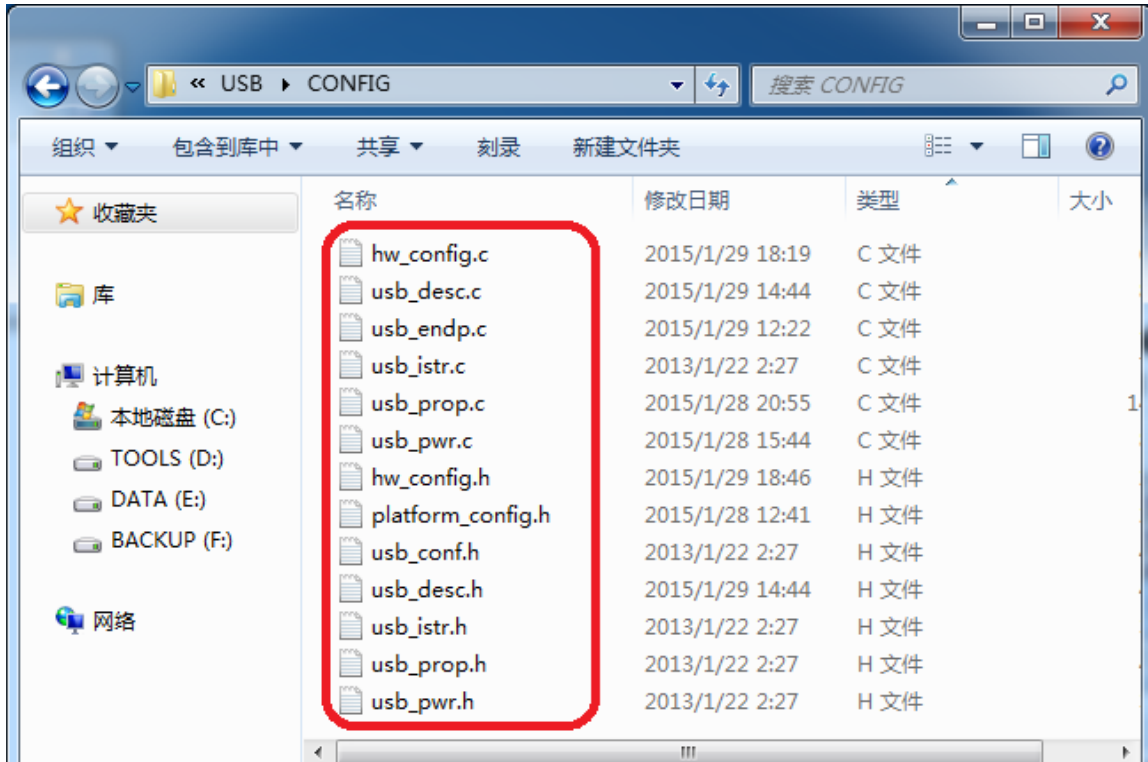 « USB ▸ CONFIG
搜索 CONFIG
组织 包含到库中 共享 刻录 新建文件夹
收藏夹
库
计算机
本地磁盘 (C:)
TOOLS (D:)
DATA (E:)
BACKUP (F:)
网络
名称 修改日期 类型 大小
hw_config.c 2015/1/29 18:19 C 文件
usb_desc.c 2015/1/29 14:44 C 文件
usb_endp.c 2015/1/29 12:22 C 文件
usb_istr.c 2013/1/22 2:27 C 文件
usb_prop.c 2015/1/28 20:55 C 文件
usb_pwr.c 2015/1/28 15:44 C 文件
hw_config.h 2015/1/29 18:46 H 文件
platform_config.h 2015/1/28 12:41 H 文件
usb_conf.h 2013/1/22 2:27 H 文件
usb_desc.h 2015/1/29 14:44 H 文件
usb_istr.h 2013/1/22 2:27 H 文件
usb_prop.h 2013/1/22 2:27 H 文件
usb_pwr.h 2013/1/22 2:27 H 文件